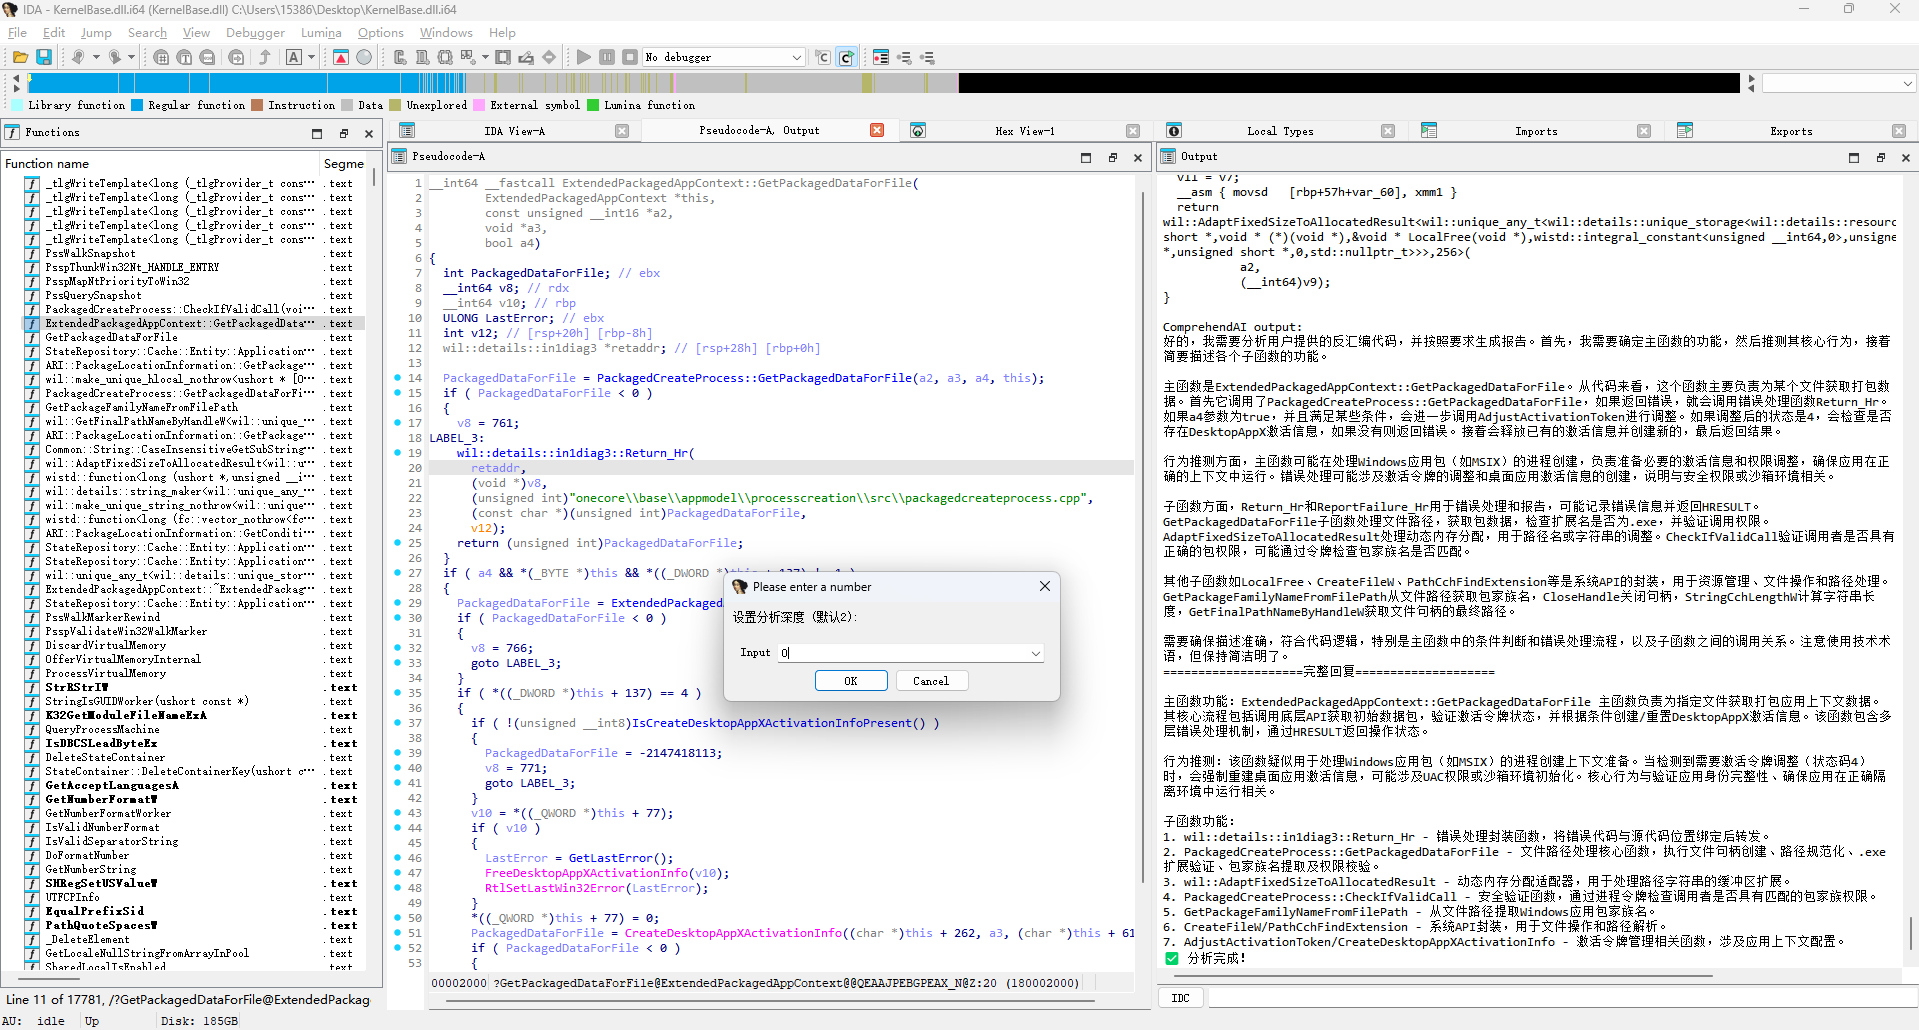 IDA - KernelBase.dll.i64 (KernelBase.dll) C:\Users\15386\Desktop\KernelBase.dll.i64
File Edit Jump Search View Debugger Lumina Options Windows Help
No debugger
Library function Regular function Instruction Data Unexplored External symbol Lumina function
Functions
Function name Segme
_tlgWriteTemplate<long (_tlgProvider_t cons··· .text
_tlgWriteTemplate<long (_tlgProvider_t cons··· .text
_tlgWriteTemplate<long (_tlgProvider_t cons··· .text
_tlgWriteTemplate<long (_tlgProvider_t cons··· .text
_tlgWriteTemplate<long (_tlgProvider_t cons··· .text
PssWalkSnapshot .text
PsspThunkWin32Nt_HANDLE_ENTRY .text
PsspMapNtPriorityToWin32 .text
PssQuerySnapshot .text
PackagedCreateProcess::CheckIfValidCall(voi··· .text
ExtendedPackagedAppContext::GetPackagedData··· .text
GetPackagedDataForFile .text
StateRepository::Cache::Entity::Application··· .text
ARI::PackageLocationInformation::GetPackage··· .text
wil::make_unique_hlocal_nothrow<ushort * [0··· .text
PackagedCreateProcess::GetPackagedDataForFi··· .text
GetPackageFamilyNameFromFilePath .text
wil::GetFinalPathNameByHandleW<wil::unique_··· .text
ARI::PackageLocationInformation::GetPackage··· .text
Common::String::CaseInsensitiveGetSubString··· .text
wil::AdaptFixedSizeToAllocatedResult<wil::u··· .text
wistd::function<long (ushort *,unsigned __i··· .text
wil::details::string_maker<wil::unique_any_··· .text
wil::make_unique_string_nothrow<wil::unique··· .text
wistd::function<long (fc::vector_nothrow<fc··· .text
ARI::PackageLocationInformation::GetConditi··· .text
StateRepository::Cache::Entity::Application··· .text
StateRepository::Cache::Entity::Application··· .text
wil::unique_any_t<wil::details::unique_stor··· .text
ExtendedPackagedAppContext::~ExtendedPackag··· .text
StateRepository::Cache::Entity::Application··· .text
PssWalkMarkerRewind .text
PsspValidateWin32WalkMarker .text
DiscardVirtualMemory .text
OfferVirtualMemoryInternal .text
ProcessVirtualMemory .text
StrRStrIW .text
StringIsGUIDWorker(ushort const *) .text
K32GetModuleFileNameExA .text
QueryProcessMachine .text
IsDBCSLeadByteEx .text
DeleteStateContainer .text
StateContainer::DeleteContainerKey(ushort c··· .text
GetAcceptLanguagesA .text
GetNumberFormatW .text
GetNumberFormatWorker .text
IsValidNumberFormat .text
IsValidSeparatorString .text
DoFormatNumber .text
GetNumberString .text
SHRegSetUSValueW .text
UTFCPInfo .text
EqualPrefixSid .text
PathQuoteSpacesW .text
_DeleteElement .text
GetLocaleNullStringFromArrayInPool .text
SharedLocalIsEnabled .text
Line 11 of 17781, /?GetPackagedDataForFile@ExtendedPackag
AU: idle Up Disk: 185GB
IDA View-A
Pseudocode-A, Output
Hex View-1
Local Types
Imports
Exports
Pseudocode-A
1 __int64 __fastcall ExtendedPackagedAppContext::GetPackagedDataForFile(
2 ExtendedPackagedAppContext *this,
3 const unsigned __int16 *a2,
4 void *a3,
5 bool a4)
6 {
7 int PackagedDataForFile; // ebx
8 __int64 v8; // rdx
9 __int64 v10; // rbp
10 ULONG LastError; // ebx
11 int v12; // [rsp+20h] [rbp-8h]
12 wil::details::in1diag3 *retaddr; // [rsp+28h] [rbp+0h]
13
14 PackagedDataForFile = PackagedCreateProcess::GetPackagedDataForFile(a2, a3, a4, this);
15 if ( PackagedDataForFile < 0 )
16 {
17 v8 = 761;
18 LABEL_3:
19 wil::details::in1diag3::Return_Hr(
20 retaddr,
21 (void *)v8,
22 (unsigned int)"onecore\\base\\appmodel\\processcreation\\src\\packagedcreateprocess.cpp",
23 (const char *)(unsigned int)PackagedDataForFile,
24 v12);
25 return (unsigned int)PackagedDataForFile;
26 }
27 if ( a4 && *(_BYTE *)this && *((_DWORD *)this + 137) != 1 )
28 {
29 PackagedDataForFile = ExtendedPackaged
30 if ( PackagedDataForFile < 0 )
31 {
32 v8 = 766;
33 goto LABEL_3;
34 }
35 if ( *((_DWORD *)this + 137) == 4 )
36 {
37 if ( !(unsigned __int8)IsCreateDesktopAppXActivationInfoPresent() )
38 {
39 PackagedDataForFile = -2147418113;
40 v8 = 771;
41 goto LABEL_3;
42 }
43 v10 = *((_QWORD *)this + 77);
44 if ( v10 )
45 {
46 LastError = GetLastError();
47 FreeDesktopAppXActivationInfo(v10);
48 RtlSetLastWin32Error(LastError);
49 }
50 *((_QWORD *)this + 77) = 0;
51 PackagedDataForFile = CreateDesktopAppXActivationInfo((char *)this + 262, a3, (char *)this + 61
52 if ( PackagedDataForFile < 0 )
53 {
00002000 ?GetPackagedDataForFile@ExtendedPackagedAppContext@@QEAAJPEBGPEAX_N@Z:20 (180002000)
Please enter a number
设置分析深度 (默认2):
Input 0
OK Cancel
Output
v11 = v7;
__asm { movsd [rbp+57h+var_60], xmm1 }
return
wil::AdaptFixedSizeToAllocatedResult<wil::unique_any_t<wil::details::unique_storage<wil::details::resourc
short *,void * (*)(void *),&void * LocalFree(void *),wistd::integral_constant<unsigned __int64,0>,unsigne
*,unsigned short *,0,std::nullptr_t>>>,256>(
a2,
(__int64)v9);
}
ComprehendAI output:
好的，我需要分析用户提供的反汇编代码，并按照要求生成报告。首先，我需要确定主函数的功能，然后推测其核心行为，接着
简要描述各个子函数的功能。
主函数是ExtendedPackagedAppContext::GetPackagedDataForFile。从代码来看，这个函数主要负责为某个文件获取打包数
据。首先它调用了PackagedCreateProcess::GetPackagedDataForFile，如果返回错误，就会调用错误处理函数Return_Hr。
如果a4参数为true，并且满足某些条件，会进一步调用AdjustActivationToken进行调整。如果调整后的状态是4，会检查是否
存在DesktopAppX激活信息，如果没有则返回错误。接着会释放已有的激活信息并创建新的，最后返回结果。
行为推测方面，主函数可能在处理Windows应用包（如MSIX）的进程创建，负责准备必要的激活信息和权限调整，确保应用在正
确的上下文中运行。错误处理可能涉及激活令牌的调整和桌面应用激活信息的创建，说明与安全权限或沙箱环境相关。
子函数方面，Return_Hr和ReportFailure_Hr用于错误处理和报告，可能记录错误信息并返回HRESULT。
GetPackagedDataForFile子函数处理文件路径，获取包数据，检查扩展名是否为.exe，并验证调用权限。
AdaptFixedSizeToAllocatedResult处理动态内存分配，用于路径名或字符串的调整。CheckIfValidCall验证调用者是否具有
正确的包权限，可能通过令牌检查包家族名是否匹配。
其他子函数如LocalFree、CreateFileW、PathCchFindExtension等是系统API的封装，用于资源管理、文件操作和路径处理。
GetPackageFamilyNameFromFilePath从文件路径获取包家族名，CloseHandle关闭句柄，StringCchLengthW计算字符串长
度，GetFinalPathNameByHandleW获取文件句柄的最终路径。
需要确保描述准确，符合代码逻辑，特别是主函数中的条件判断和错误处理流程，以及子函数之间的调用关系。注意使用技术术
语，但保持简洁明了。
====================完整回复====================
主函数功能：ExtendedPackagedAppContext::GetPackagedDataForFile 主函数负责为指定文件获取打包应用上下文数据。
其核心流程包括调用底层API获取初始数据包，验证激活令牌状态，并根据条件创建/重置DesktopAppX激活信息。该函数包含多
层错误处理机制，通过HRESULT返回操作状态。
行为推测：该函数疑似用于处理Windows应用包（如MSIX）的进程创建上下文准备。当检测到需要激活令牌调整（状态码4）
时，会强制重建桌面应用激活信息，可能涉及UAC权限或沙箱环境初始化。核心行为与验证应用身份完整性、确保应用在正确隔
离环境中运行相关。
子函数功能：
1. wil::details::in1diag3::Return_Hr - 错误处理封装函数，将错误代码与源代码位置绑定后转发。
2. PackagedCreateProcess::GetPackagedDataForFile - 文件路径处理核心函数，执行文件句柄创建、路径规范化、.exe
扩展验证、包家族名提取及权限校验。
3. wil::AdaptFixedSizeToAllocatedResult - 动态内存分配适配器，用于处理路径字符串的缓冲区扩展。
4. PackagedCreateProcess::CheckIfValidCall - 安全验证函数，通过进程令牌检查调用者是否具有匹配的包家族权限。
5. GetPackageFamilyNameFromFilePath - 从文件路径提取Windows应用包家族名。
6. CreateFileW/PathCchFindExtension - 系统API封装，用于文件操作和路径解析。
7. AdjustActivationToken/CreateDesktopAppXActivationInfo - 激活令牌管理相关函数，涉及应用上下文配置。
✅ 分析完成!
IDC